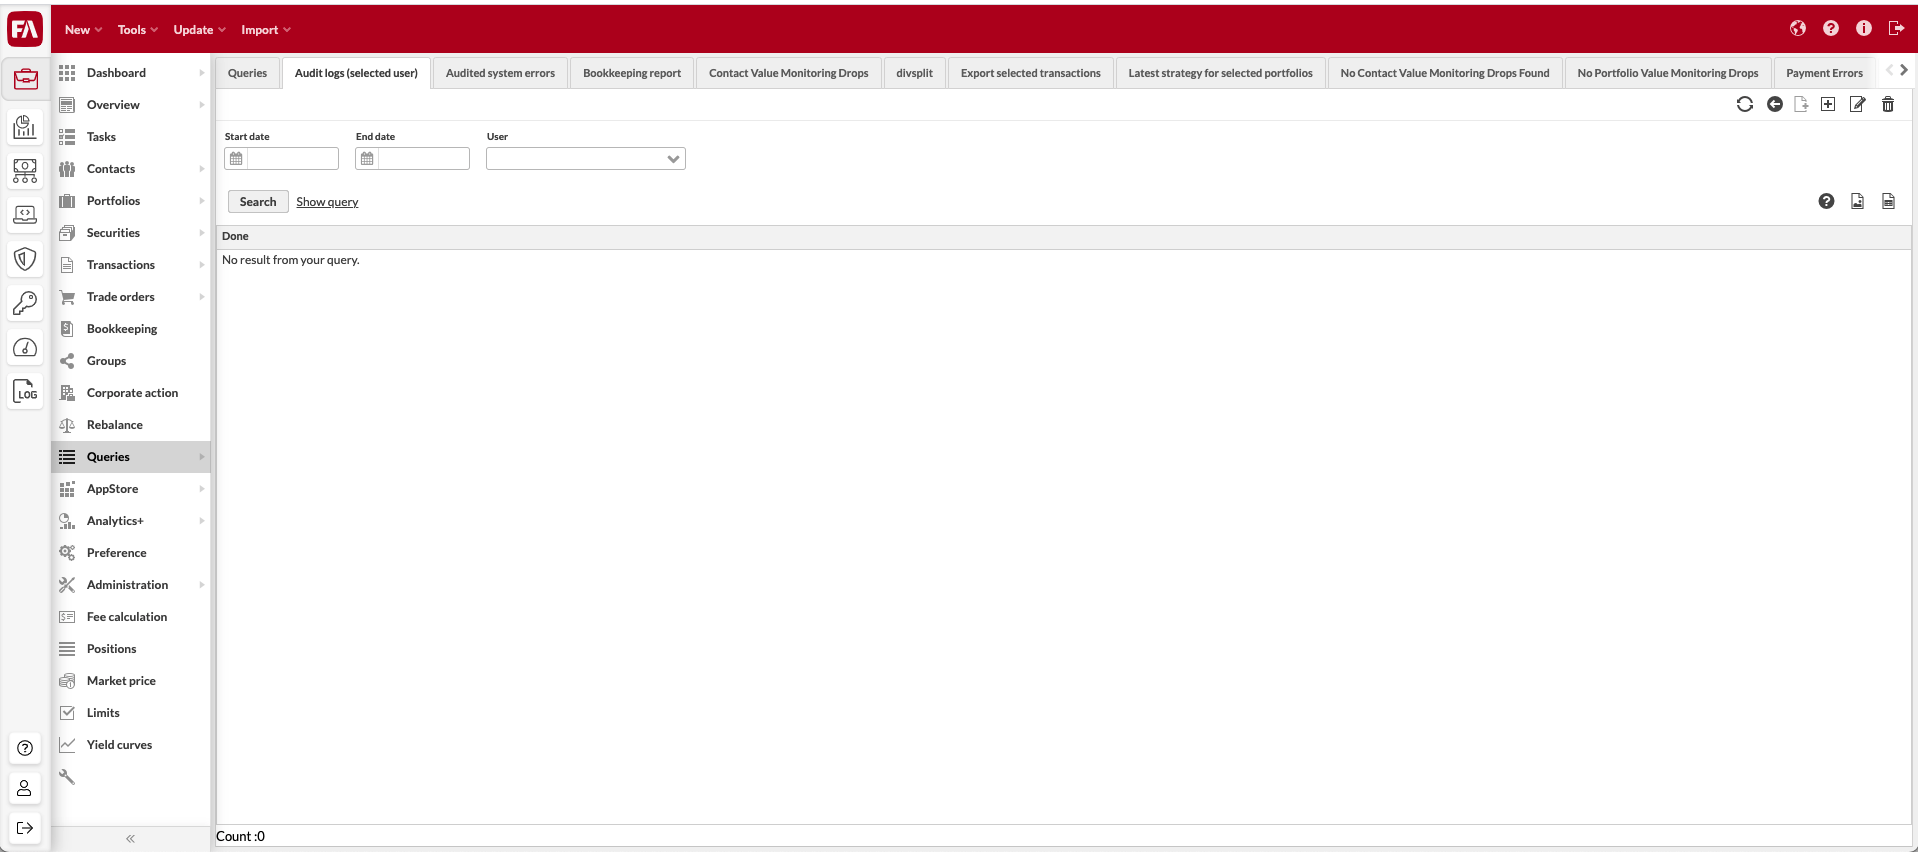 FA
New
Tools
Update
Import
LOG
Dashboard
Overview
Tasks
Contacts
Portfolios
Securities
Transactions
Trade orders
Bookkeeping
Groups
Corporate action
Rebalance
Queries
AppStore
Analytics+
Preference
Administration
Fee calculation
Positions
Market price
Limits
Yield curves
Queries
Audit logs (selected user)
Audited system errors
Bookkeeping report
Contact Value Monitoring Drops
divsplit
Export selected transactions
Latest strategy for selected portfolios
No Contact Value Monitoring Drops Found
No Portfolio Value Monitoring Drops
Payment Errors
Start date
End date
User
Search
Show query
Done
No result from your query.
Count :0